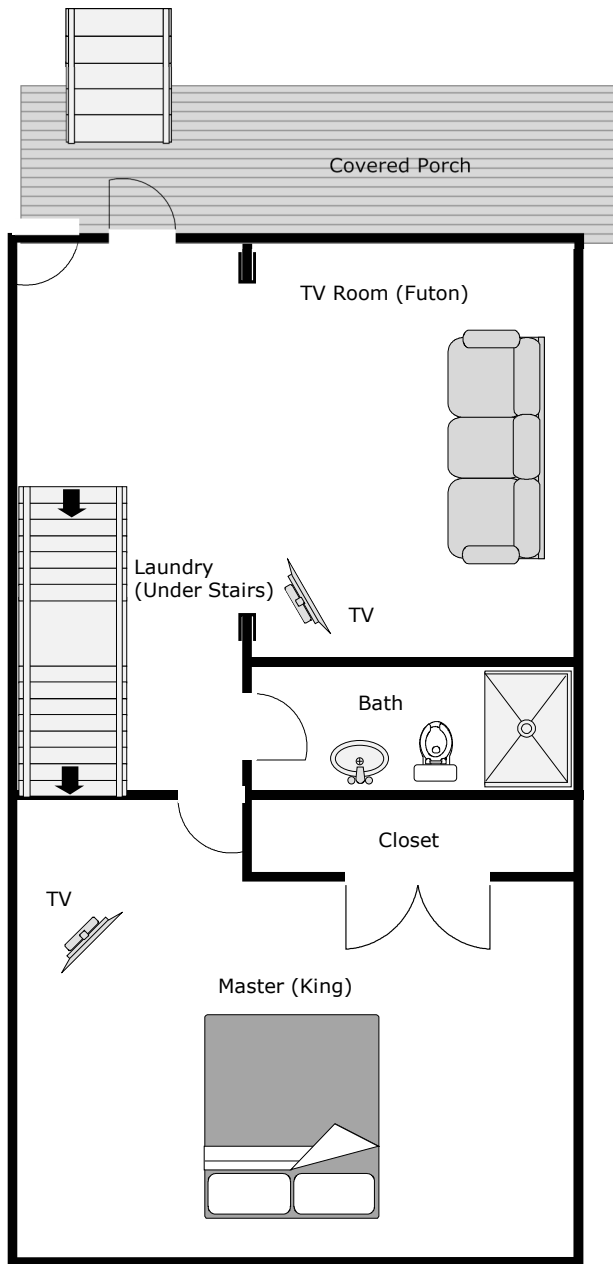 Covered Porch
TV Room (Futon)
Laundry
(Under Stairs)
TV
Bath
Closet
TV
Master (King)